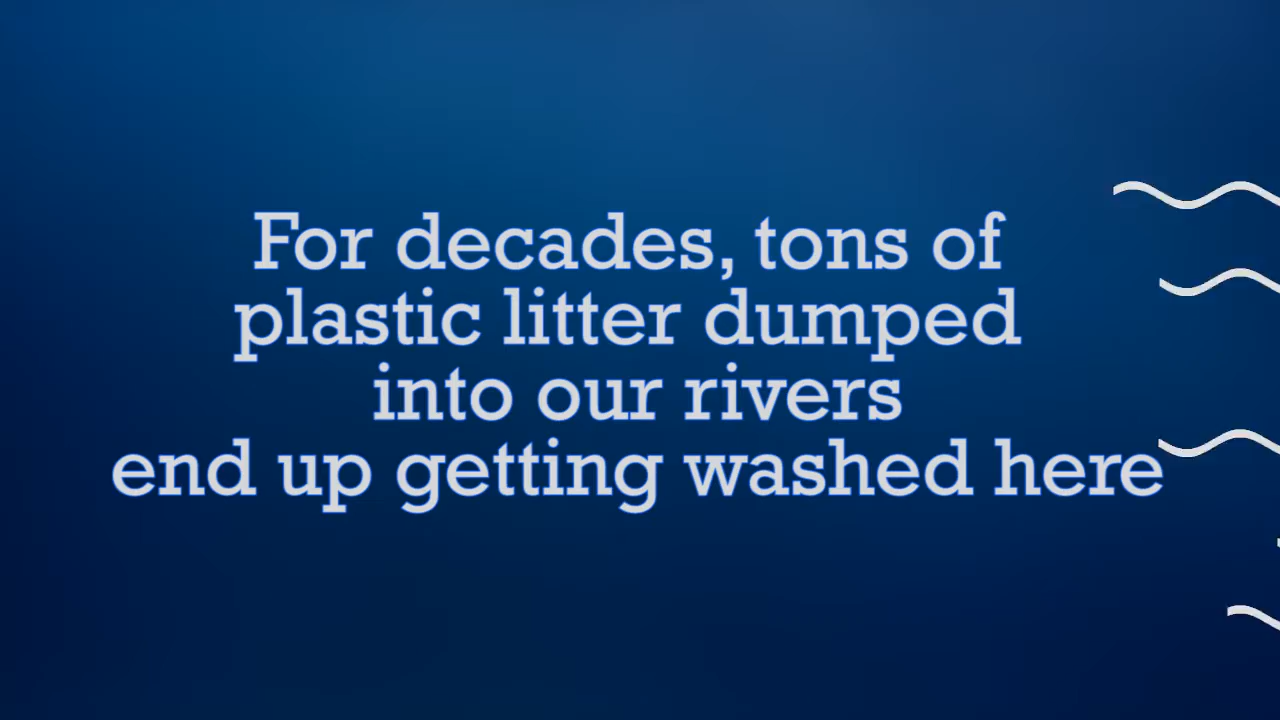 For decades, tons of
plastic litter dumped
into our rivers
end up getting washed here